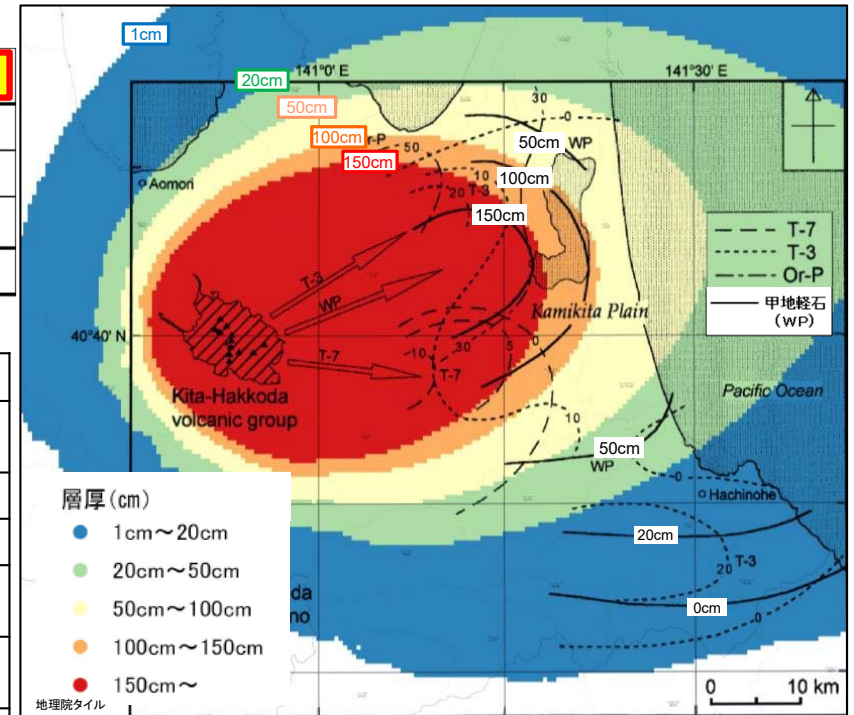 1cm
20cm
141°0′ E
141°30′ E
50cm
100cm
r-P
50
150cm
30
0
50cm
WP
10
100cm
20
T-3
150cm
Aomori
T-7
T-3
Or-P
甲地軽石
(WP)
T-3
WP
Kamikita Plain
40°40′ N
10
30
5
0
T-7
T-7
Pacific Ocean
Kita-Hakkoda
volcanic group
10
50cm
WP
0
Hachinohe
層厚(cm)
1cm～20cm
20cm
T-3
20
20cm～50cm
da
no
0cm
0
50cm～100cm
100cm～150cm
150cm～
0
10 km
地理院タイル